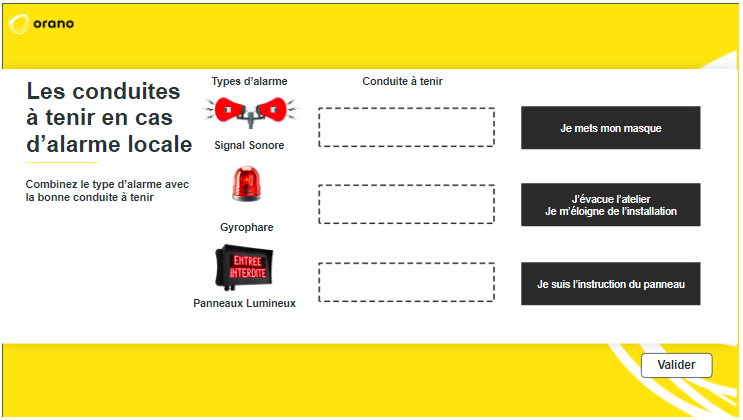 orano
Les conduites
à tenir en cas
d’alarme locale
Combinez le type d’alarme avec
la bonne conduite à tenir
Types d’alarme
Conduite à tenir
Signal Sonore
Je mets mon masque
Gyrophare
J’évacue l’atelier
Je m’éloigne de l’installation
ENTREE
INTERDITE
Panneaux Lumineux
Je suis l’instruction du panneau
Valider